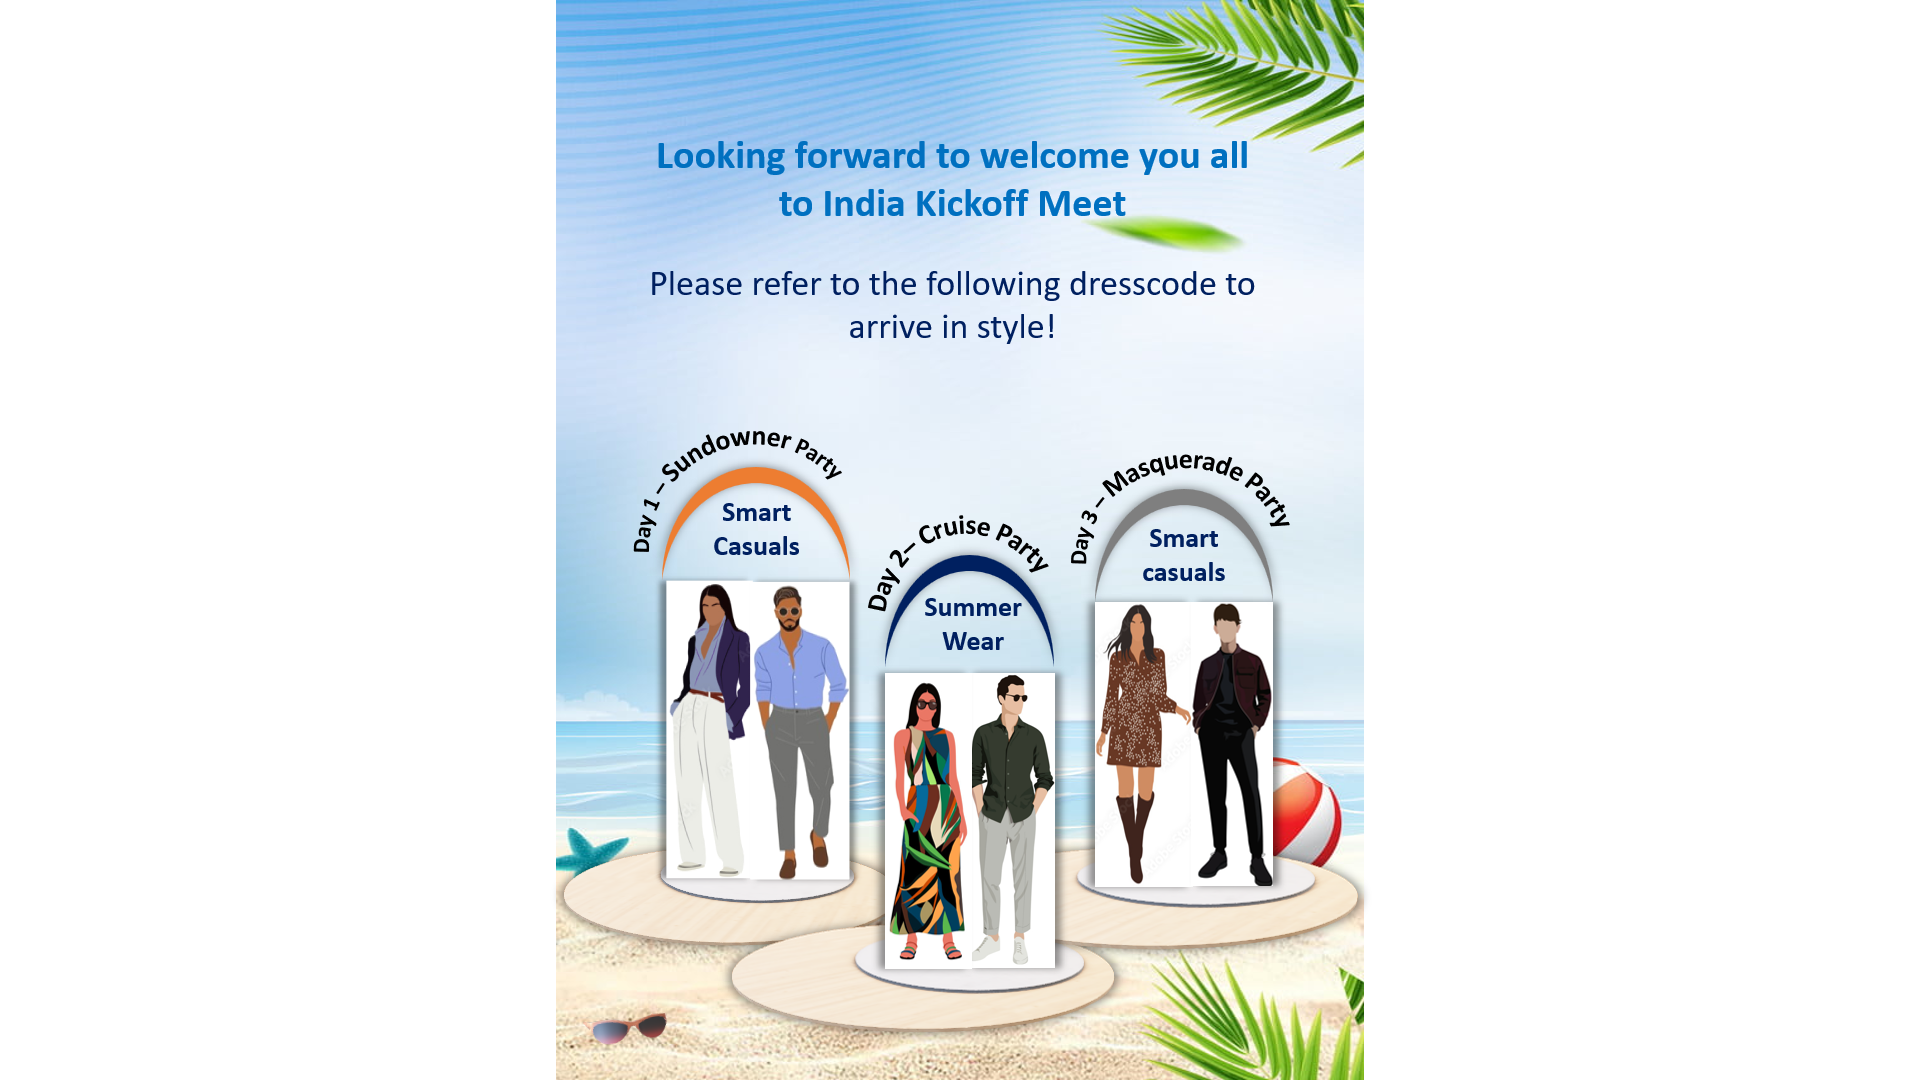 Looking forward to welcome you all
to India Kickoff Meet
Please refer to the following dresscode to
arrive in style!
Day 1 – Sundowner Party
Smart
Casuals
Day 2– Cruise Party
Summer
Wear
Day 3 – Masquerade Party
Smart
casuals